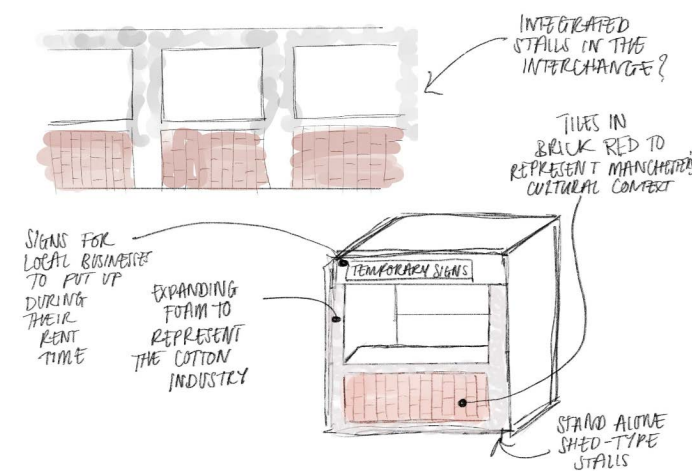 INTEGRATED
STALLS IN THE
INTERCHANGE?
TILES IN
BRICK RED TO
REPRESENT MANCHESTER'S
CULTURAL CONTEXT
SIGNS FOR
LOCAL BUSINESSES
TO PUT UP
DURING
THEIR
RENT
TIME
EXPANDING
FOAM TO
REPRESENT
THE COTTON
INDUSTRY
TEMPORARY SIGNS
STAND ALONE
SHED-TYPE
STALLS